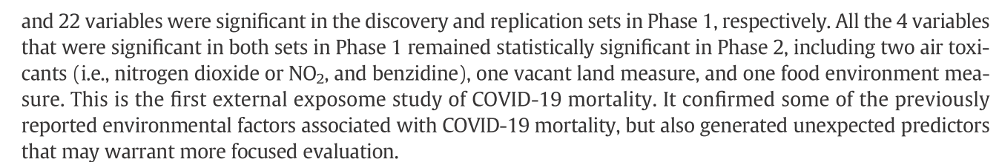 and 22 variables were significant in the discovery and replication sets in Phase 1, respectively. All the 4 variables
that were significant in both sets in Phase 1 remained statistically significant in Phase 2, including two air toxi-
cants (i.e., nitrogen dioxide or NO₂, and benzidine), one vacant land measure, and one food environment mea-
sure. This is the first external exposome study of COVID-19 mortality. It confirmed some of the previously
reported environmental factors associated with COVID-19 mortality, but also generated unexpected predictors
that may warrant more focused evaluation.